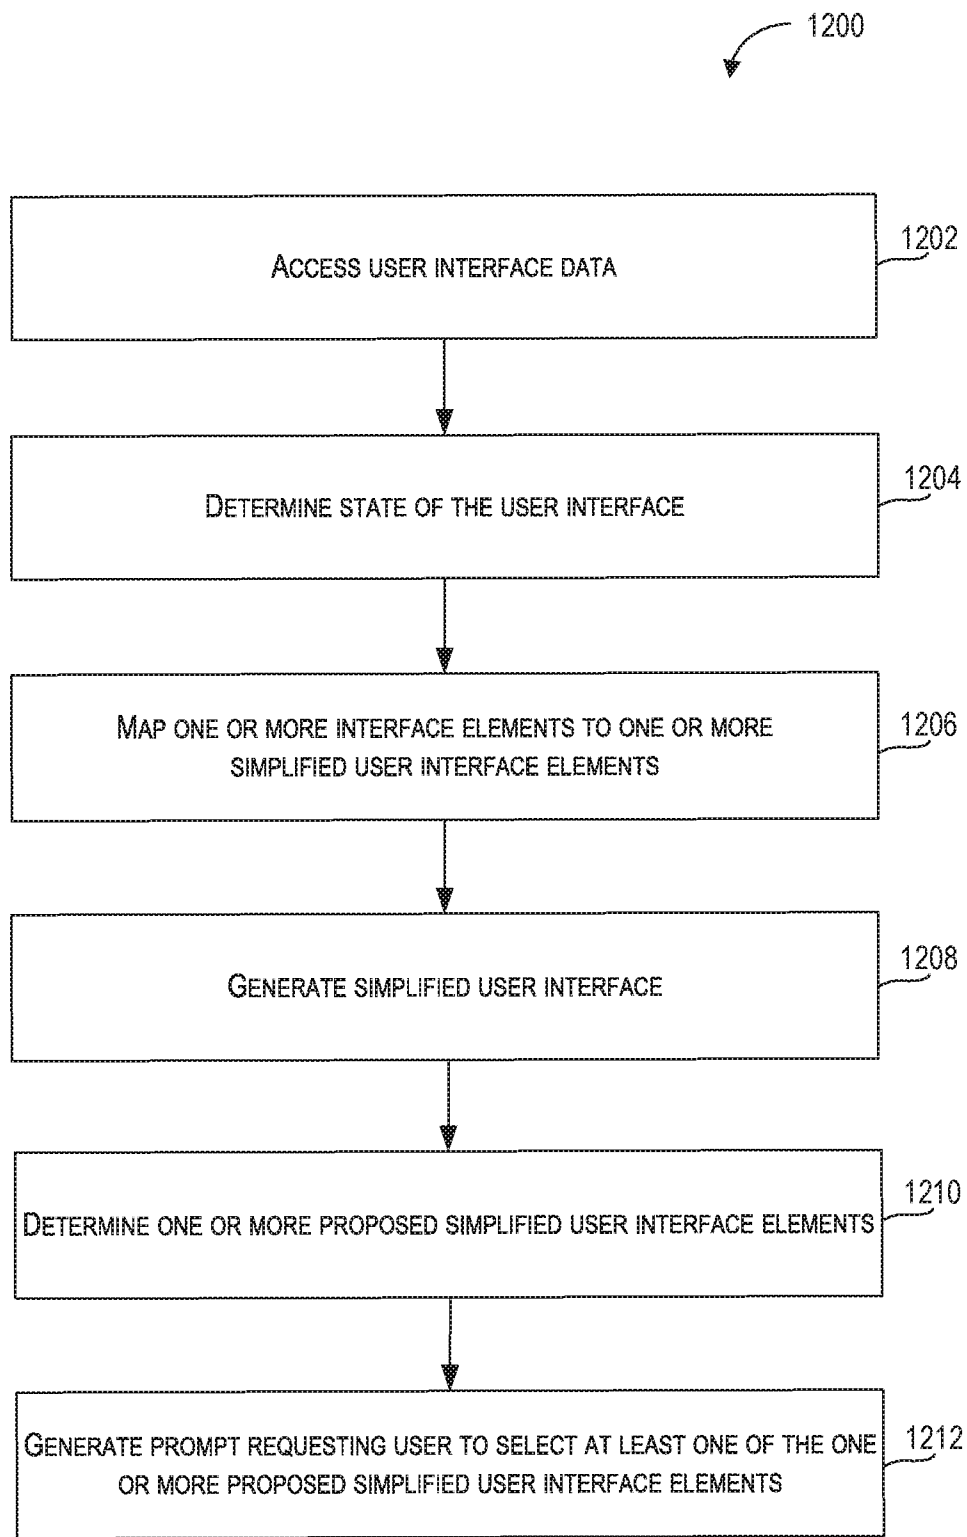 1200
ACCESS USER INTERFACE DATA
1202
DETERMINE STATE OF THE USER INTERFACE
1204
MAP ONE OR MORE INTERFACE ELEMENTS TO ONE OR MORE
SIMPLIFIED USER INTERFACE ELEMENTS
1206
GENERATE SIMPLIFIED USER INTERFACE
1208
DETERMINE ONE OR MORE PROPOSED SIMPLIFIED USER INTERFACE ELEMENTS
1210
GENERATE PROMPT REQUESTING USER TO SELECT AT LEAST ONE OF THE ONE
OR MORE PROPOSED SIMPLIFIED USER INTERFACE ELEMENTS
1212